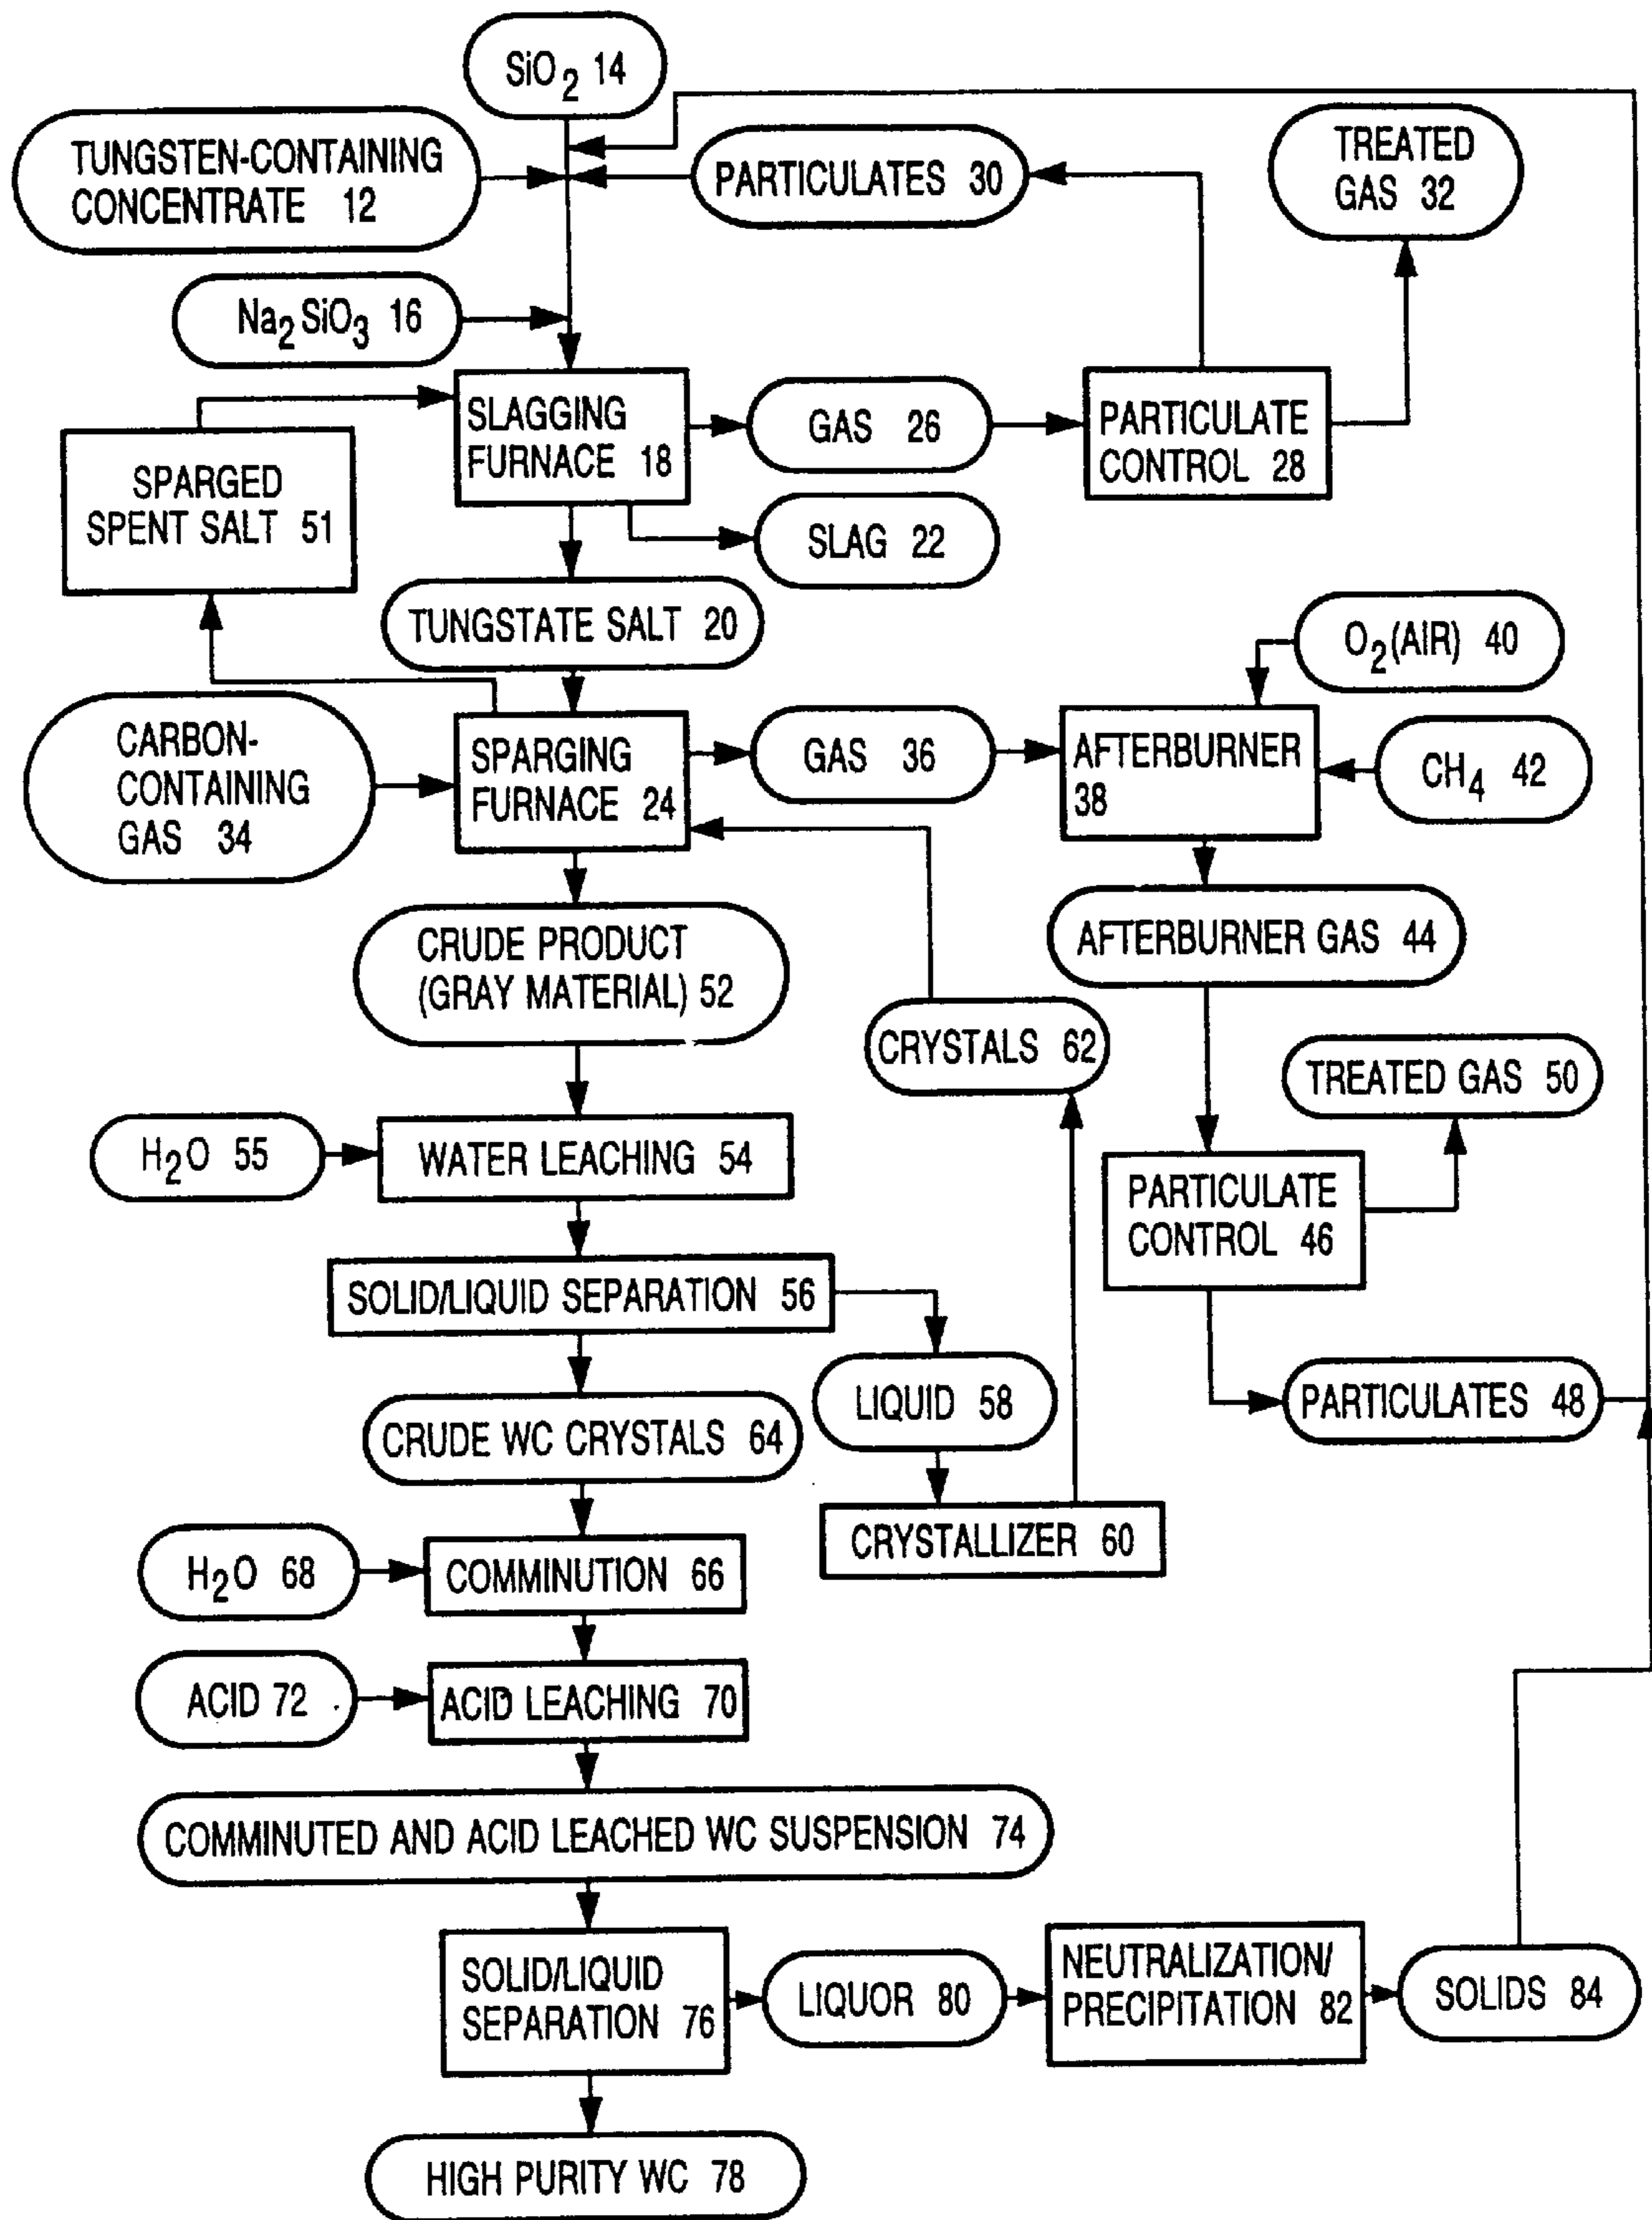 SiO2 14
TUNGSTEN-CONTAINING
CONCENTRATE 12
PARTICULATES 30
TREATED
GAS 32
Na2SiO3 16
SLAGGING
FURNACE 18
GAS 26
PARTICULATE
CONTROL 28
SPARGED
SPENT SALT 51
SLAG 22
TUNGSTATE SALT 20
O2(AIR) 40
CARBON-
CONTAINING
GAS 34
SPARGING
FURNACE 24
GAS 36
AFTERBURNER
38
CH4 42
AFTERBURNER GAS 44
CRUDE PRODUCT
(GRAY MATERIAL) 52
CRYSTALS 62
TREATED GAS 50
H2O 55
WATER LEACHING 54
PARTICULATE
CONTROL 46
SOLID/LIQUID SEPARATION 56
LIQUID 58
PARTICULATES 48
CRUDE WC CRYSTALS 64
CRYSTALLIZER 60
H2O 68
COMMINUTION 66
ACID 72
ACID LEACHING 70
COMMINUTED AND ACID LEACHED WC SUSPENSION 74
SOLID/LIQUID
SEPARATION 76
LIQUOR 80
NEUTRALIZATION/
PRECIPITATION 82
SOLIDS 84
HIGH PURITY WC 78